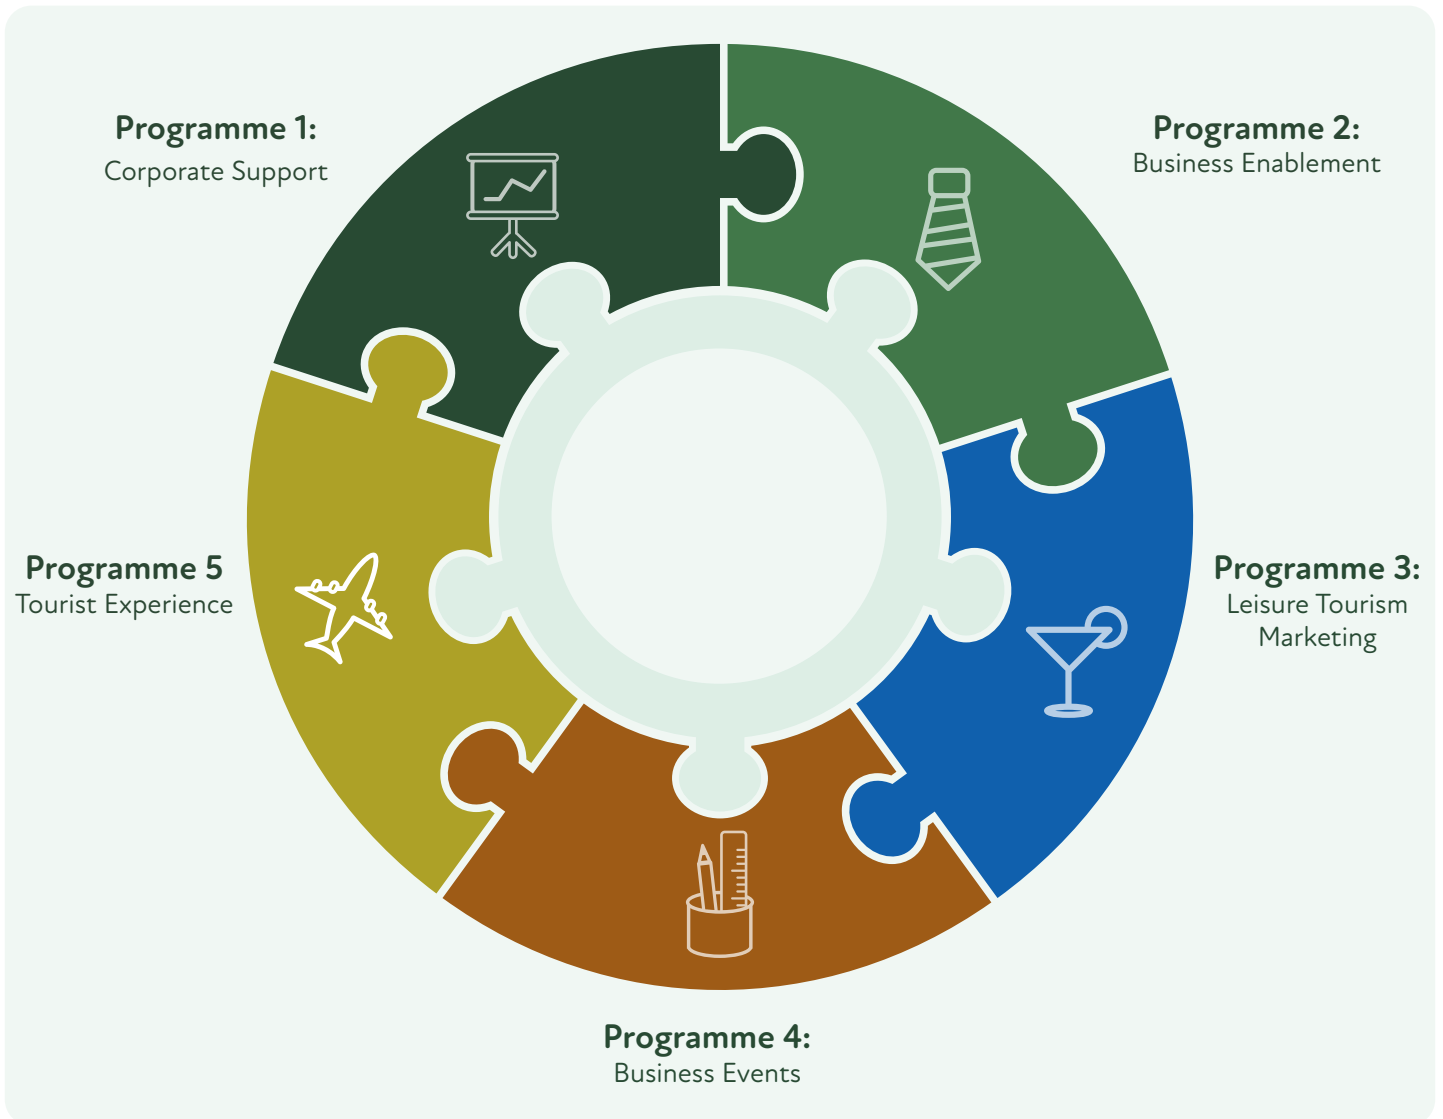 Programme 1:
Corporate Support
Programme 2:
Business Enablement
Programme 3:
Leisure Tourism
Marketing
Programme 4:
Business Events
Programme 5
Tourist Experience